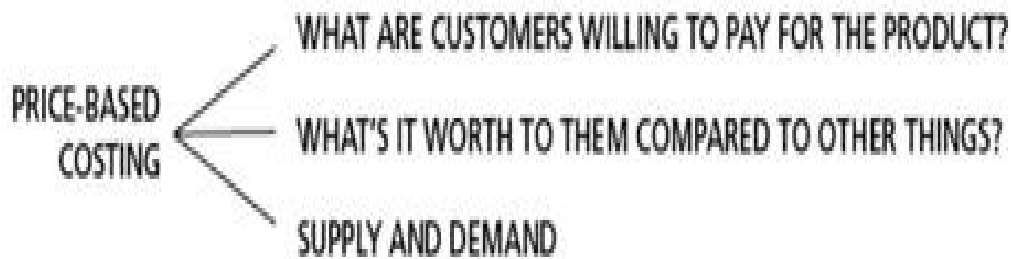 WHAT ARE CUSTOMERS WILLING TO PAY FOR THE PRODUCT?
PRICE-BASED
COSTING
WHAT'S IT WORTH TO THEM COMPARED TO OTHER THINGS?
SUPPLY AND DEMAND